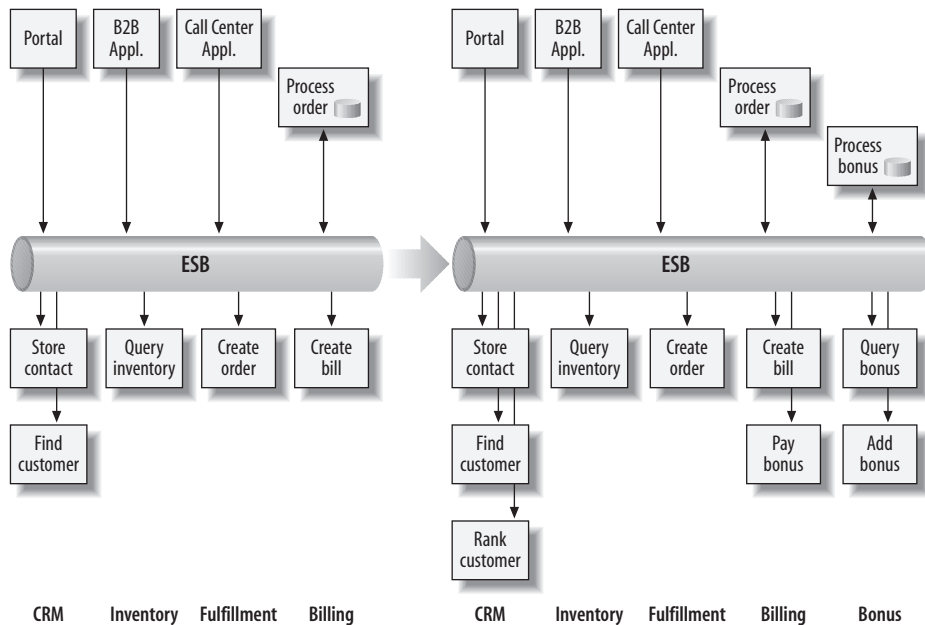 Portal
B2B
Appl.
Call Center
Appl.
Process
order
ESB
Store
contact
Query
inventory
Create
order
Create
bill
Find
customer
CRM
Inventory
Fulfillment
Billing
Portal
B2B
Appl.
Call Center
Appl.
Process
order
Process
bonus
ESB
Store
contact
Query
inventory
Create
order
Create
bill
Query
bonus
Find
customer
Pay
bonus
Add
bonus
Rank
customer
CRM
Inventory
Fulfillment
Billing
Bonus